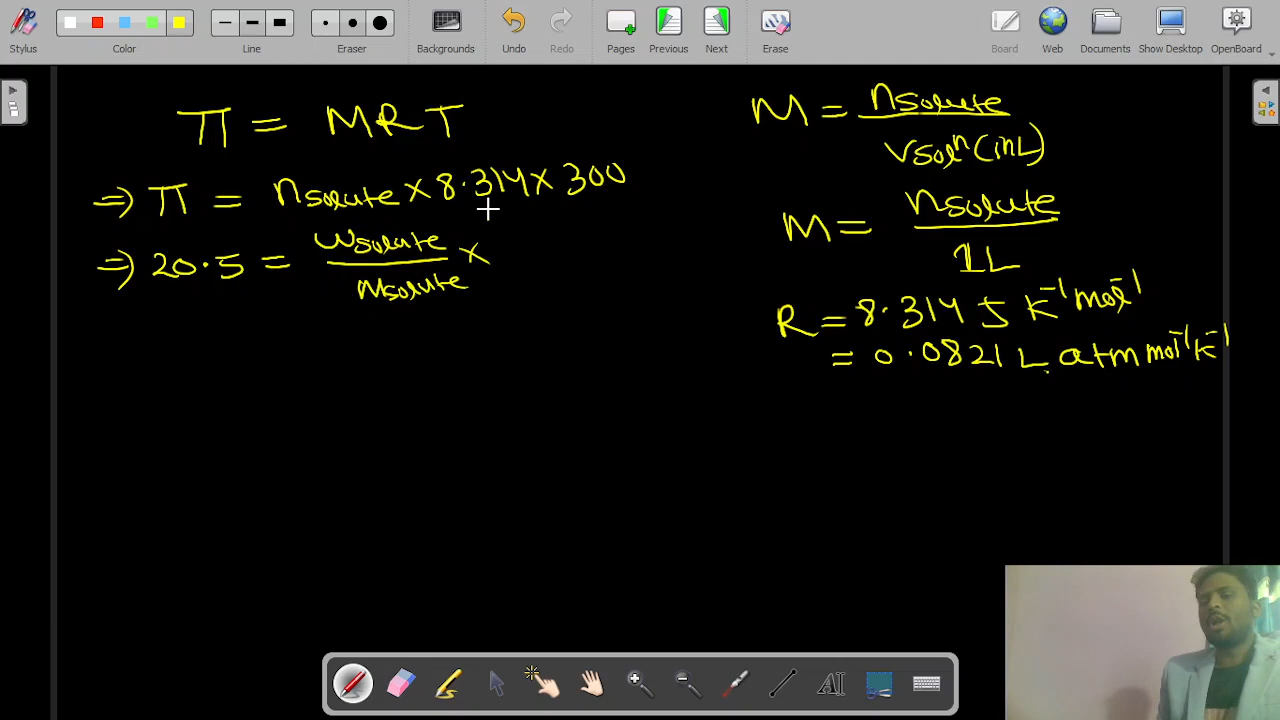 Stylus Color Line Eraser Backgrounds Undo Redo Pages Previous Next Erase Board Web Documents Show Desktop OpenBoard
π = MRT
⇒ π = nsolute × 8.314 × 300
⇒ 20.5 = wsolute / Msolute ×
M = nsolute / Vsolⁿ (in L)
M = nsolute / 1L
R = 8.314 J K⁻¹ mol⁻¹
= 0.0821 L atm mol⁻¹ K⁻¹